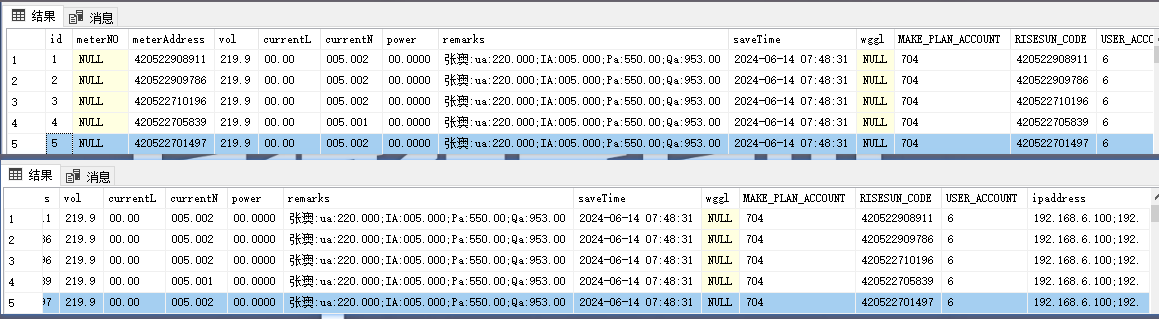 结果 消息
id meterNO meterAddress vol currentL currentN power remarks saveTime wggl MAKE_PLAN_ACCOUNT RISESUN_CODE USER_ACC
1 1 NULL 420522908911 219.9 00.00 005.002 00.0000 张澳:ua:220.000;IA:005.000;Pa:550.00;Qa:953.00 2024-06-14 07:48:31 NULL 704 420522908911 6
2 2 NULL 420522909786 219.9 00.00 005.002 00.0000 张澳:ua:220.000;IA:005.000;Pa:550.00;Qa:953.00 2024-06-14 07:48:31 NULL 704 420522909786 6
3 3 NULL 420522710196 219.9 00.00 005.002 00.0000 张澳:ua:220.000;IA:005.000;Pa:550.00;Qa:953.00 2024-06-14 07:48:31 NULL 704 420522710196 6
4 4 NULL 420522705839 219.9 00.00 005.001 00.0000 张澳:ua:220.000;IA:005.000;Pa:550.00;Qa:953.00 2024-06-14 07:48:31 NULL 704 420522705839 6
5 5 NULL 420522701497 219.9 00.00 005.002 00.0000 张澳:ua:220.000;IA:005.000;Pa:550.00;Qa:953.00 2024-06-14 07:48:31 NULL 704 420522701497 6
结果 消息
s vol currentL currentN power remarks saveTime wggl MAKE_PLAN_ACCOUNT RISESUN_CODE USER_ACCOUNT ipaddress
1 11 219.9 00.00 005.002 00.0000 张澳:ua:220.000;IA:005.000;Pa:550.00;Qa:953.00 2024-06-14 07:48:31 NULL 704 420522908911 6 192.168.6.100;192.
2 86 219.9 00.00 005.002 00.0000 张澳:ua:220.000;IA:005.000;Pa:550.00;Qa:953.00 2024-06-14 07:48:31 NULL 704 420522909786 6 192.168.6.100;192.
3 96 219.9 00.00 005.002 00.0000 张澳:ua:220.000;IA:005.000;Pa:550.00;Qa:953.00 2024-06-14 07:48:31 NULL 704 420522710196 6 192.168.6.100;192.
4 39 219.9 00.00 005.001 00.0000 张澳:ua:220.000;IA:005.000;Pa:550.00;Qa:953.00 2024-06-14 07:48:31 NULL 704 420522705839 6 192.168.6.100;192.
5 97 219.9 00.00 005.002 00.0000 张澳:ua:220.000;IA:005.000;Pa:550.00;Qa:953.00 2024-06-14 07:48:31 NULL 704 420522701497 6 192.168.6.100;192.